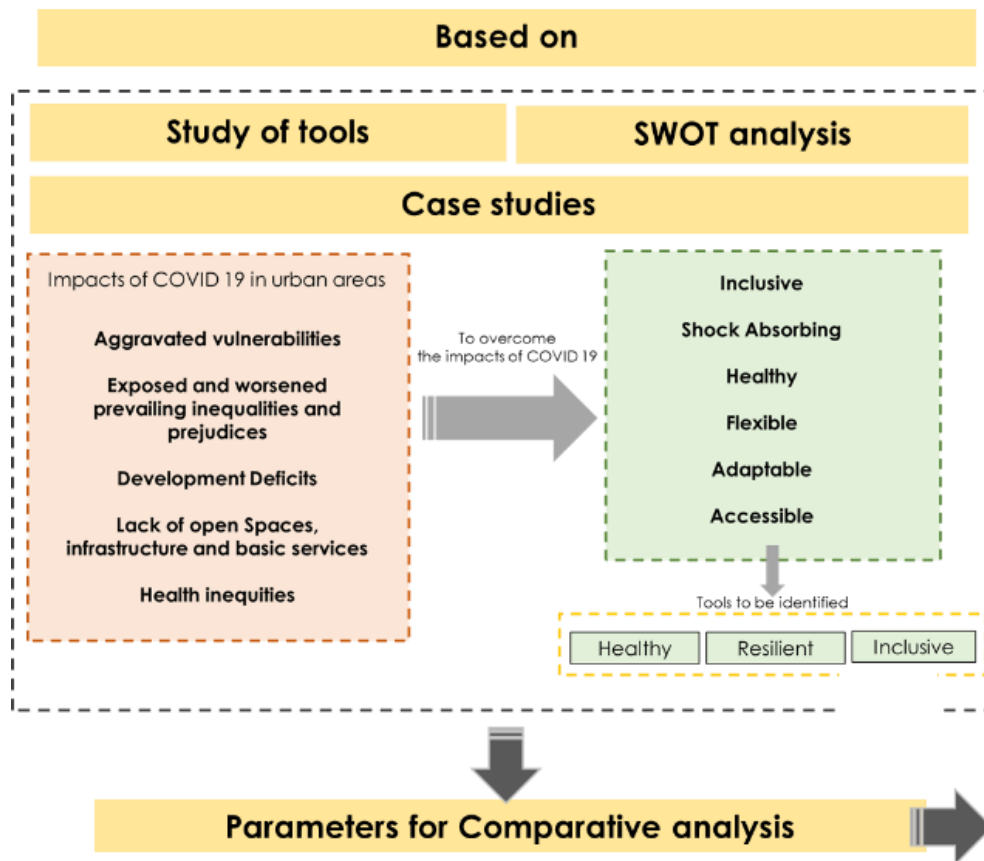 Based on
Study of tools
SWOT analysis
Case studies
Impacts of COVID 19 in urban areas
Aggravated vulnerabilities
Exposed and worsened
prevailing inequalities and
prejudices
Development Deficits
Lack of open Spaces,
infrastructure and basic services
Health inequities
To overcome
the impacts of COVID 19
Inclusive
Shock Absorbing
Healthy
Flexible
Adaptable
Accessible
Tools to be identified
Healthy
Resilient
Inclusive
Parameters for Comparative analysis